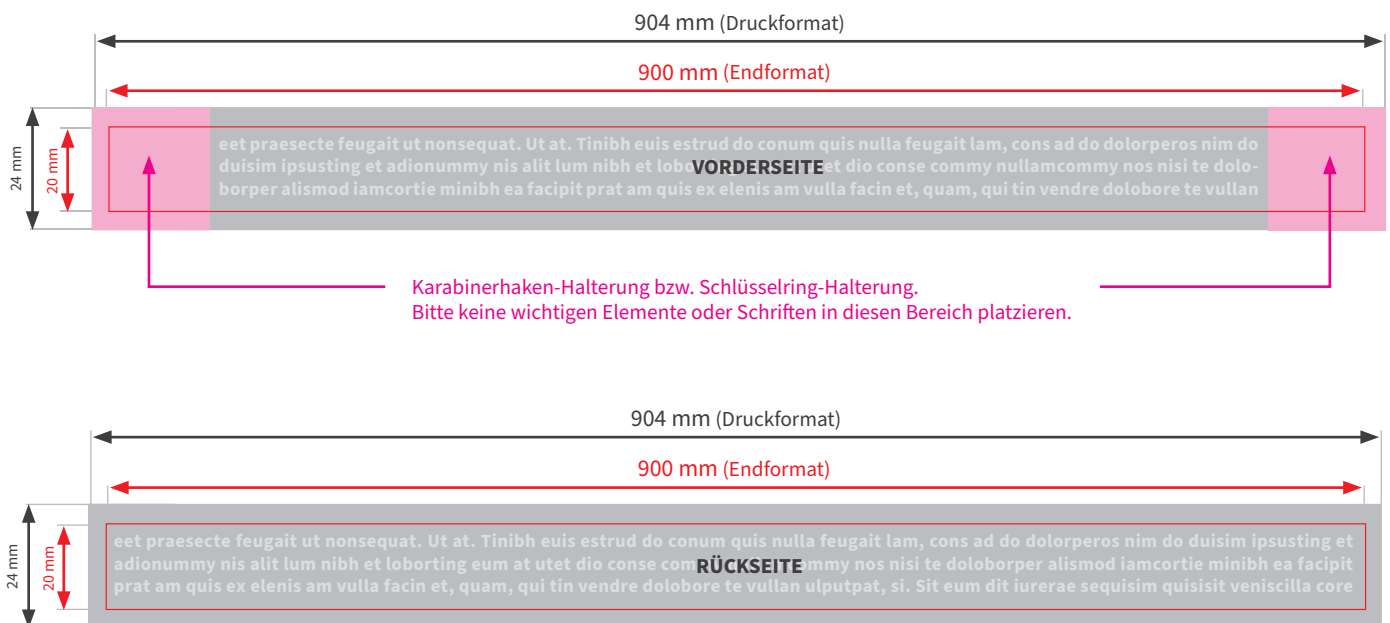 904 mm (Druckformat)
900 mm (Endformat)
24 mm
20 mm
eet praesecte feugait ut nonsequat. Ut at. Tinibh euis estrud do conum quis nulla feugait lam, cons ad do dolorperos nim do
duisim ipsusting et adionummy nis alit lum nibh et lobo et dio conse commy nullamcommy nos nisi te dolo-
VORDERSEITE
borper alismod iamcortie mnibh ea facipit prat am quis ex elenis am vulla facin et, quam, qui tin vendre dolobore te vullan
Karabinerhaken-Halterung bzw. Schlüsselring-Halterung.
Bitte keine wichtigen Elemente oder Schriften in diesen Bereich platzieren.
904 mm (Druckformat)
900 mm (Endformat)
24 mm
20 mm
eet praesecte feugait ut nonsequat. Ut at. Tinibh euis estrud do conum quis nulla feugait lam, cons ad do dolorperos nim do duisim ipsusting et
adionummy nis alit lum nibh et loborting eum at utet dio conse mmy nos nisi te doloborper alismod iamcortie mnibh ea facipit
RÜCKSEITE
prat am quis ex elenis am vulla facin et, quam, qui tin vendre dolobore te vullan ulputpat, si. Sit eum dit iurerae sequisim quisisit veniscilla core